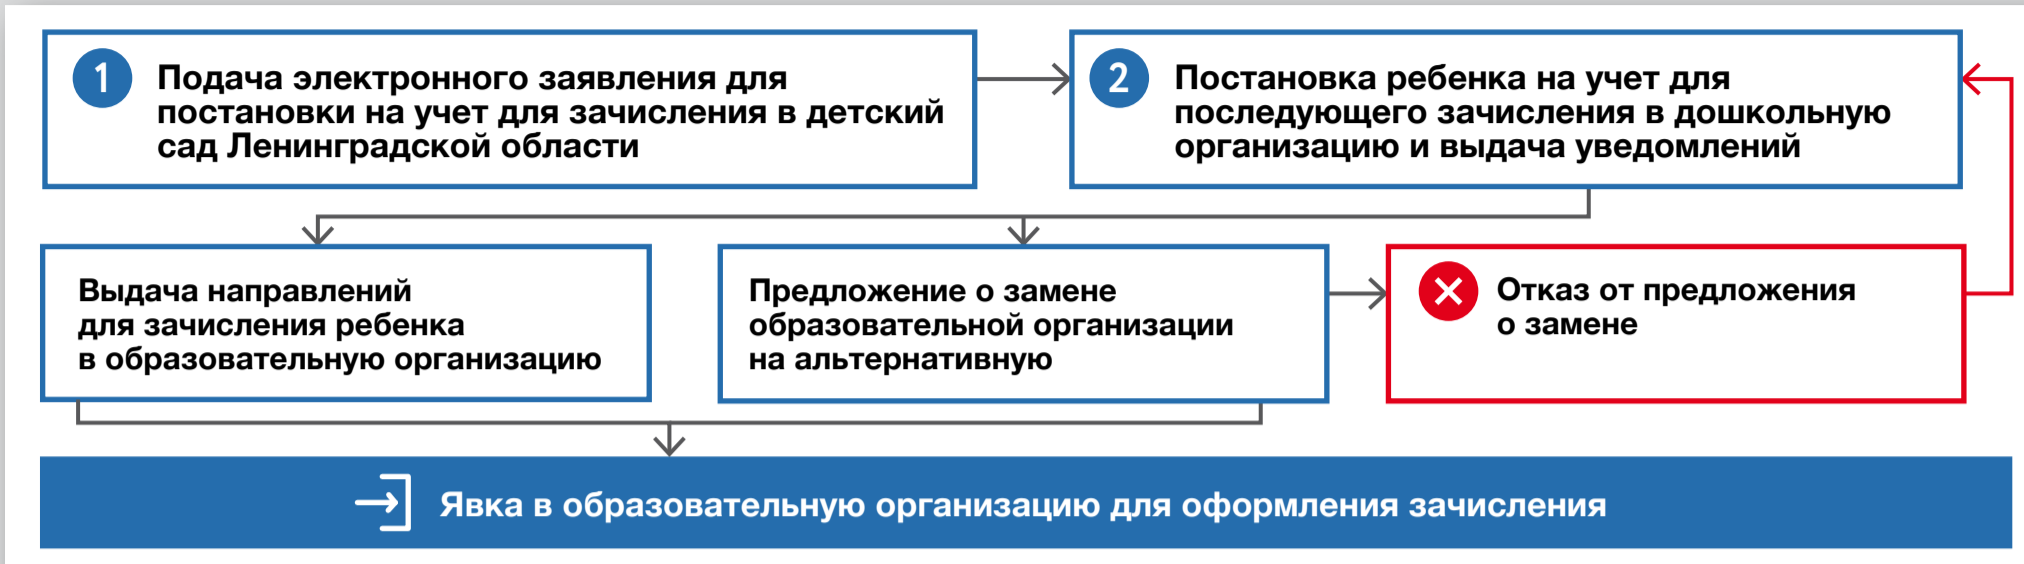 1
Подача электронного заявления для
постановки на учет для зачисления в детский
сад Ленинградской области
2
Постановка ребенка на учет для
последующего зачисления в дошкольную
организацию и выдача уведомлений
Выдача направлений
для зачисления ребенка
в образовательную организацию
Предложение о замене
образовательной организации
на альтернативную
Отказ от предложения
о замене
Явка в образовательную организацию для оформления зачисления